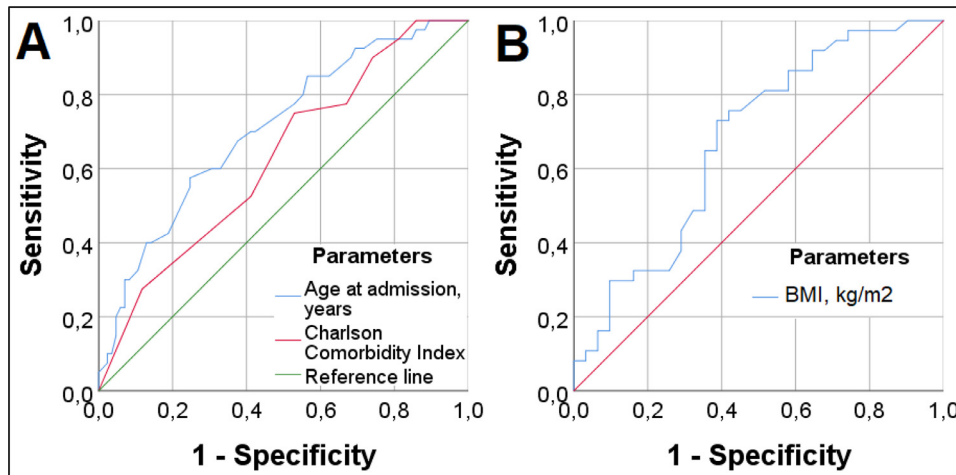 A
Sensitivity
1,0
0,8
0,6
0,4
0,2
0,0
0,0 0,2 0,4 0,6 0,8 1,0
1 - Specificity
Parameters
Age at admission,
years
Charlson
Comorbidity Index
Reference line
B
Sensitivity
1,0
0,8
0,6
0,4
0,2
0,0
0,0 0,2 0,4 0,6 0,8 1,0
1 - Specificity
Parameters
BMI, kg/m2